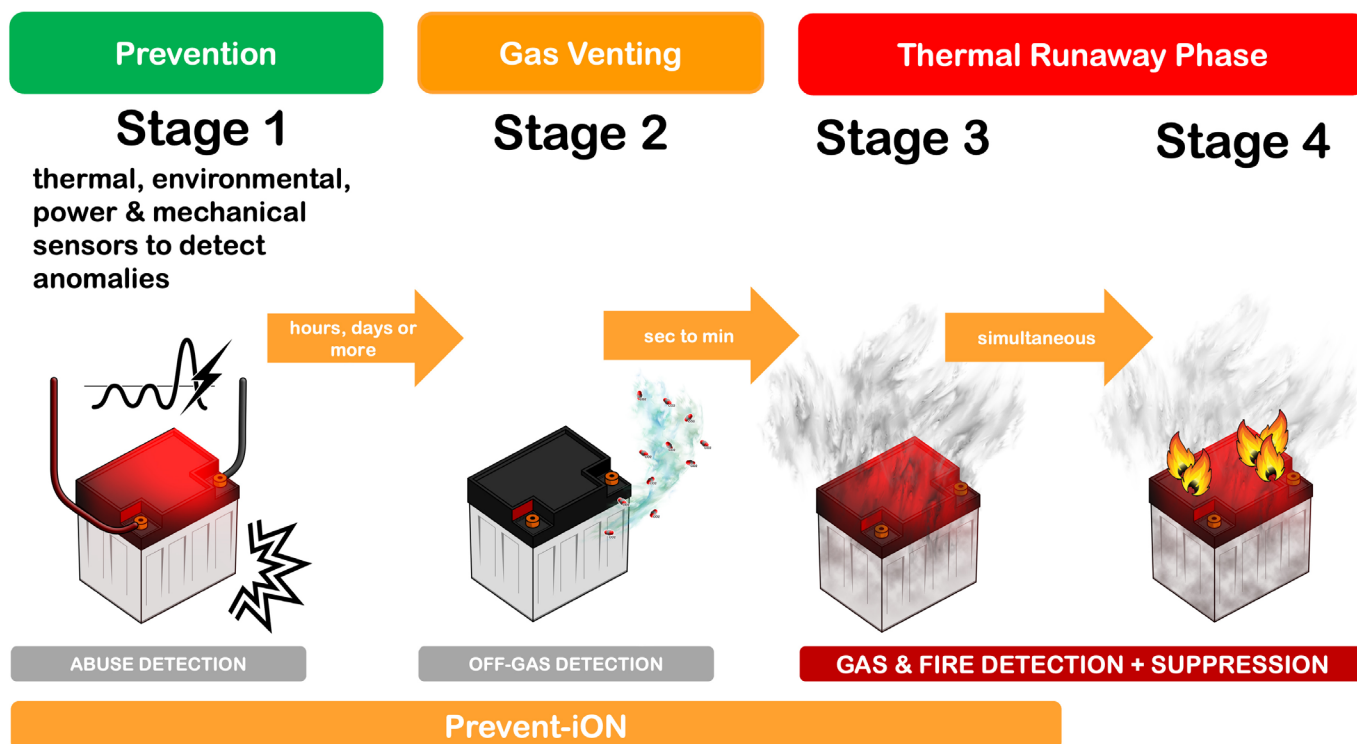 Prevention
Gas Venting
Thermal Runaway Phase
Stage 1
Stage 2
Stage 3
Stage 4
thermal, environmental,
power & mechanical
sensors to detect
anomalies
hours, days or
more
sec to min
simultaneous
ABUSE DETECTION
OFF-GAS DETECTION
GAS & FIRE DETECTION + SUPPRESSION
Prevent-iON